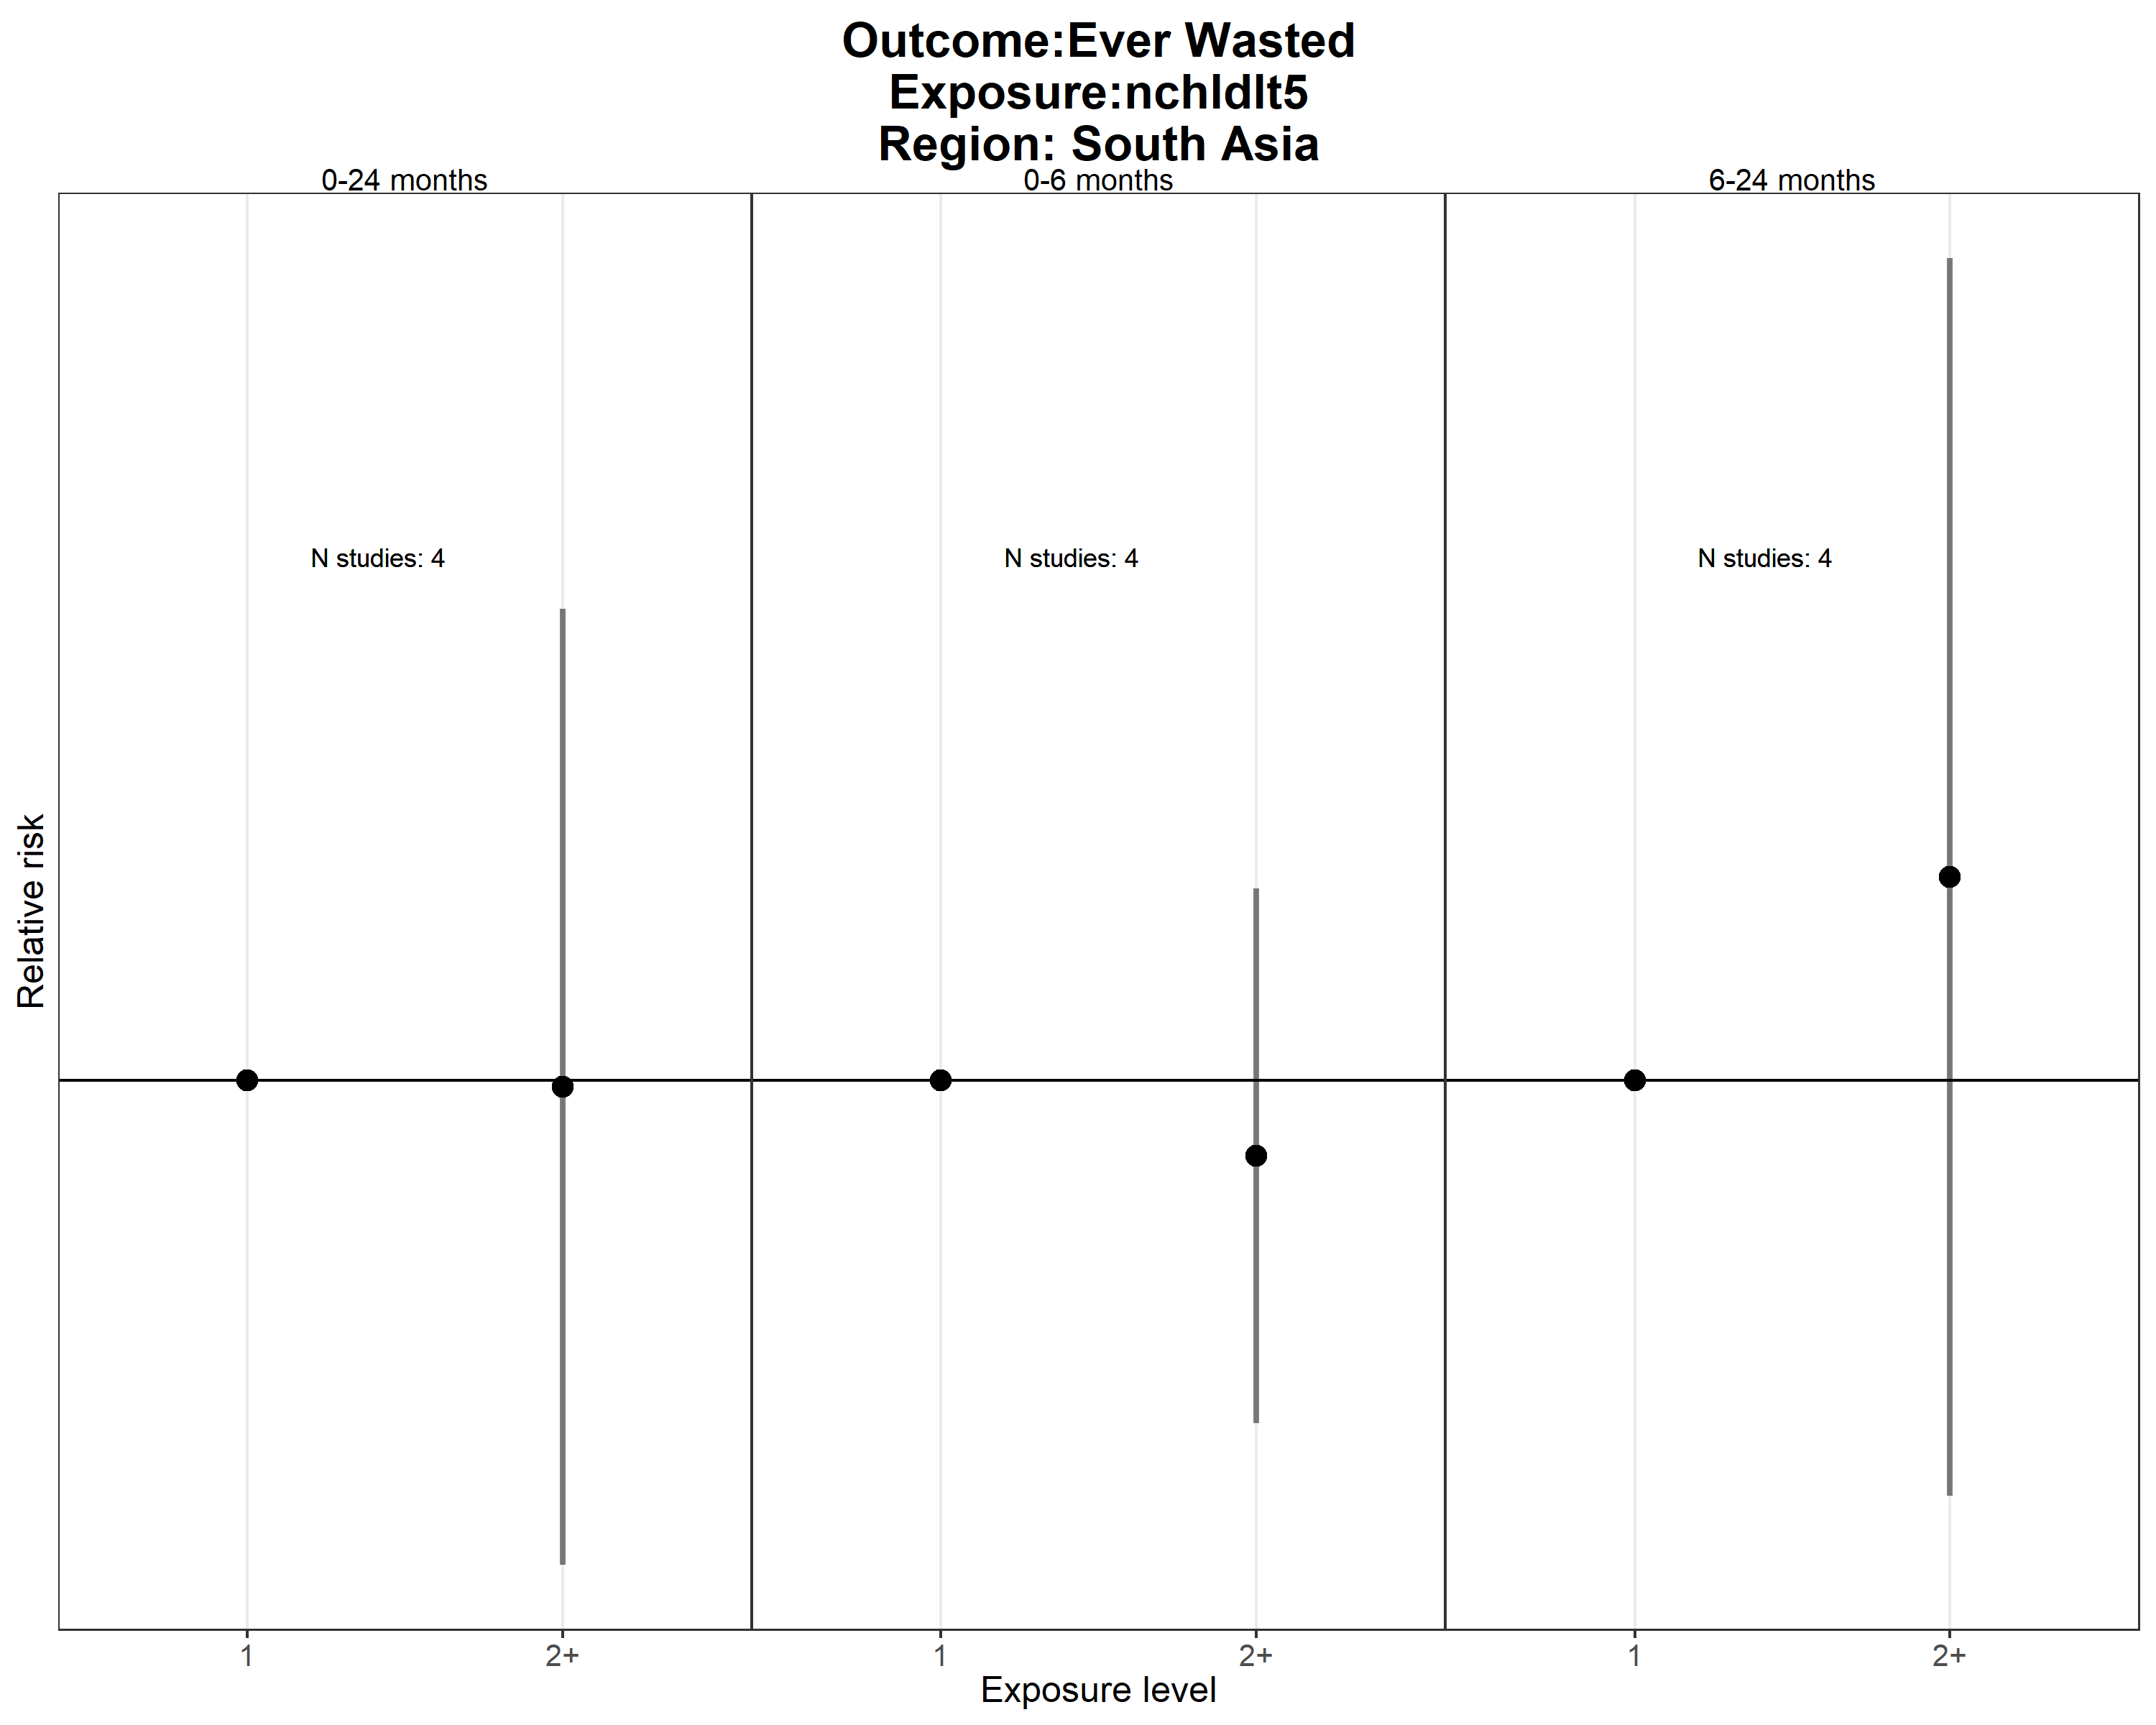 Outcome:Ever Wasted
Exposure:nchldlt5
Region: South Asia
0-24 months
0-6 months
6-24 months
N studies: 4
N studies: 4
N studies: 4
Relative risk
1
2+
1
2+
1
2+
Exposure level